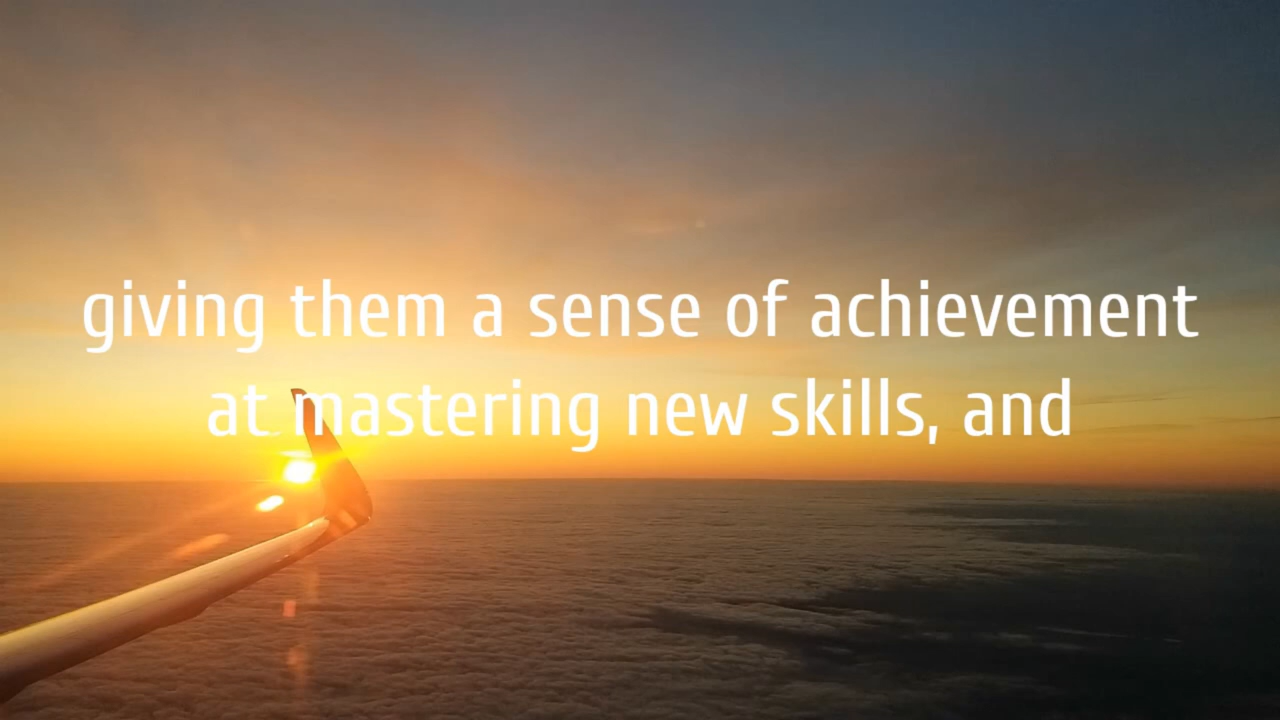 giving them a sense of achievement
at mastering new skills, and